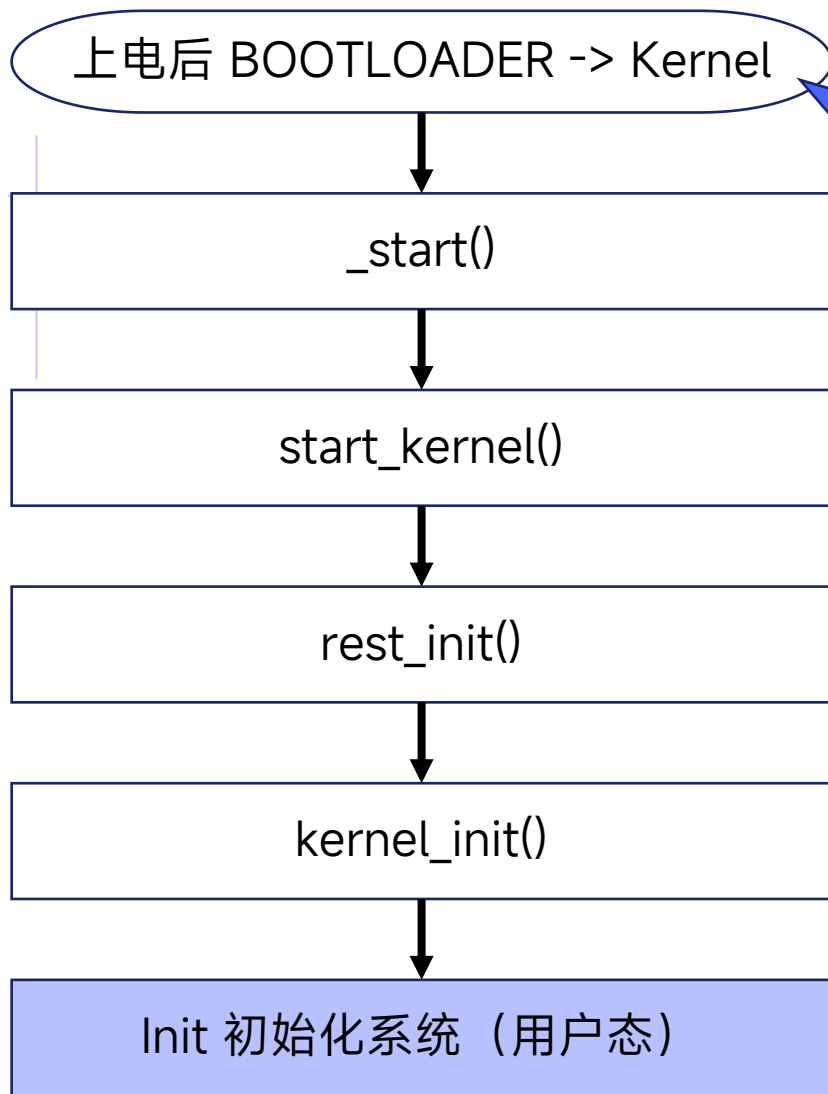 上电后 BOOTLOADER -> Kernel
_start()
start_kernel()
rest_init()
kernel_init()
Init 初始化系统（用户态）